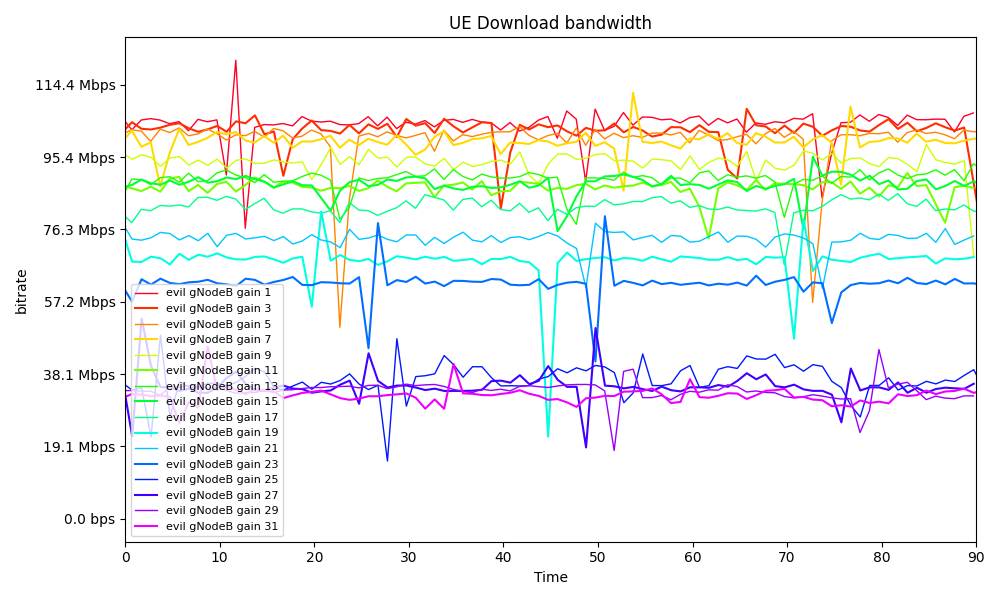 UE Download bandwidth
bitrate
114.4 Mbps
95.4 Mbps
76.3 Mbps
57.2 Mbps
38.1 Mbps
19.1 Mbps
0.0 bps
evil gNodeB gain 1
evil gNodeB gain 3
evil gNodeB gain 5
evil gNodeB gain 7
evil gNodeB gain 9
evil gNodeB gain 11
evil gNodeB gain 13
evil gNodeB gain 15
evil gNodeB gain 17
evil gNodeB gain 19
evil gNodeB gain 21
evil gNodeB gain 23
evil gNodeB gain 25
evil gNodeB gain 27
evil gNodeB gain 29
evil gNodeB gain 31
0 10 20 30 40 50 60 70 80 90
Time